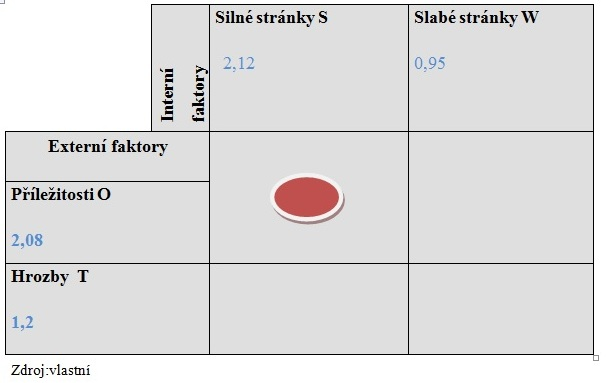 Silné stránky S
2,12
Slabé stránky W
0,95
Interní
faktory
Externí faktory
Příležitosti O
2,08
Hrozby T
1,2
Zdroj:vlastní